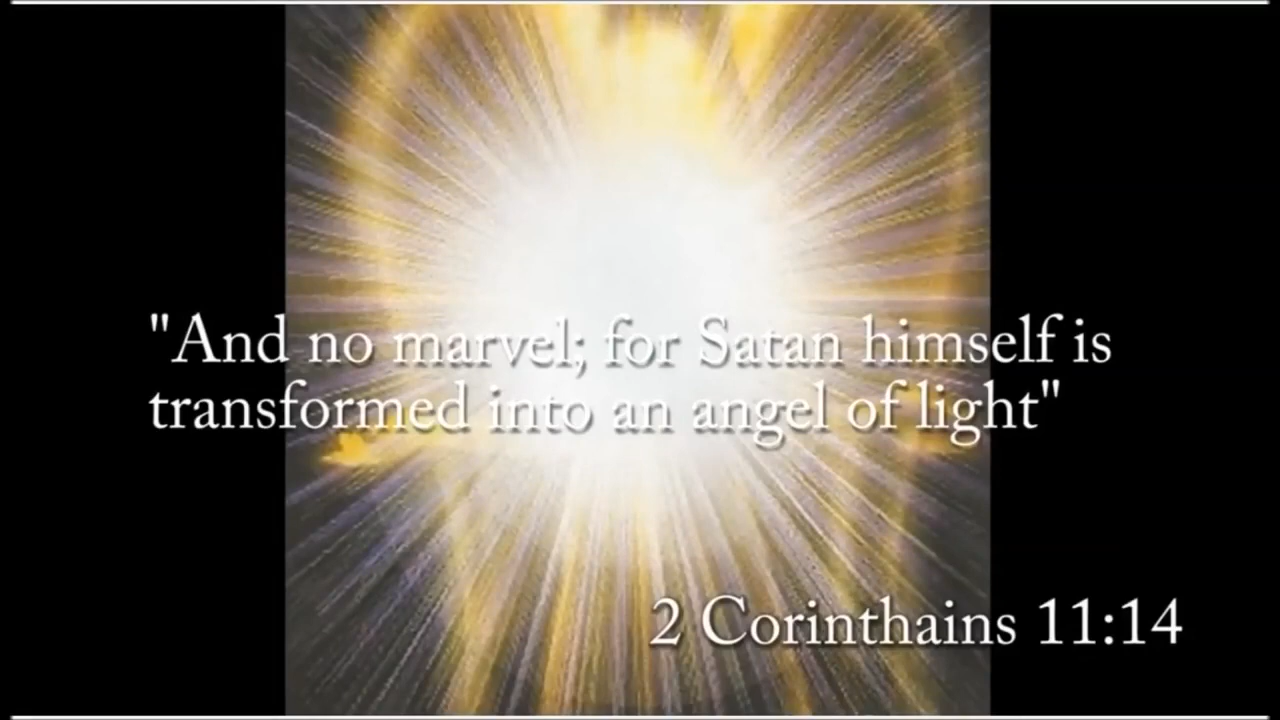 "And no marvel; for Satan himself is
transformed into an angel of light"
2 Corinthains 11:14